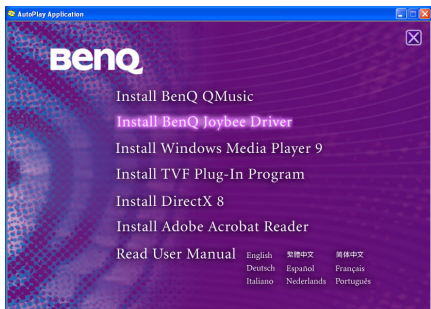 AutoPlay Application
BenQ
Install BenQ QMusic
Install BenQ Joybee Driver
Install Windows Media Player 9
Install TVF Plug-In Program
Install DirectX 8
Install Adobe Acrobat Reader
Read User Manual English 繁體中文 简体中文
Deutsch Español Français
Italiano Nederlands Português